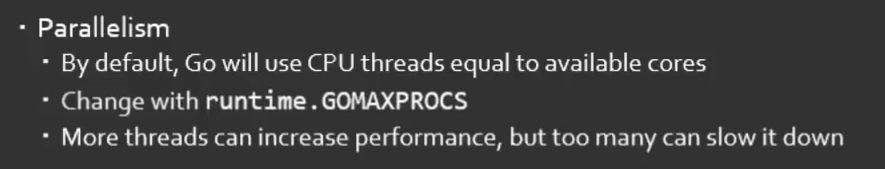 · Parallelism
· By default, Go will use CPU threads equal to available cores
· Change with runtime.GOMAXPROCS
· More threads can increase performance, but too many can slow it down